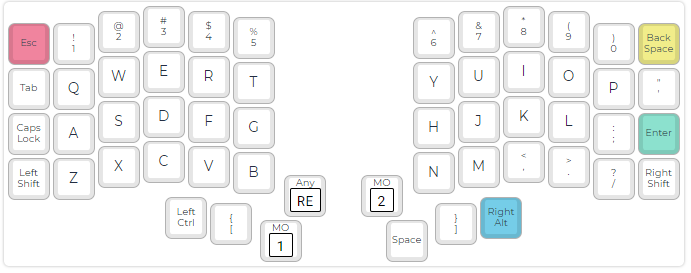 Esc
!
1
@
2
#
3
$
4
%
5
^
6
&
7
*
8
(
9
)
0
Back
Space
Tab
Q
W
E
R
T
Y
U
I
O
P
"
'
Caps
Lock
A
S
D
F
G
H
J
K
L
:
;
Enter
Left
Shift
Z
X
C
V
B
N
M
<
,
>
.
?
/
Right
Shift
Any
RE
MO
2
Left
Ctrl
{
[
MO
1
Space
}
]
Right
Alt